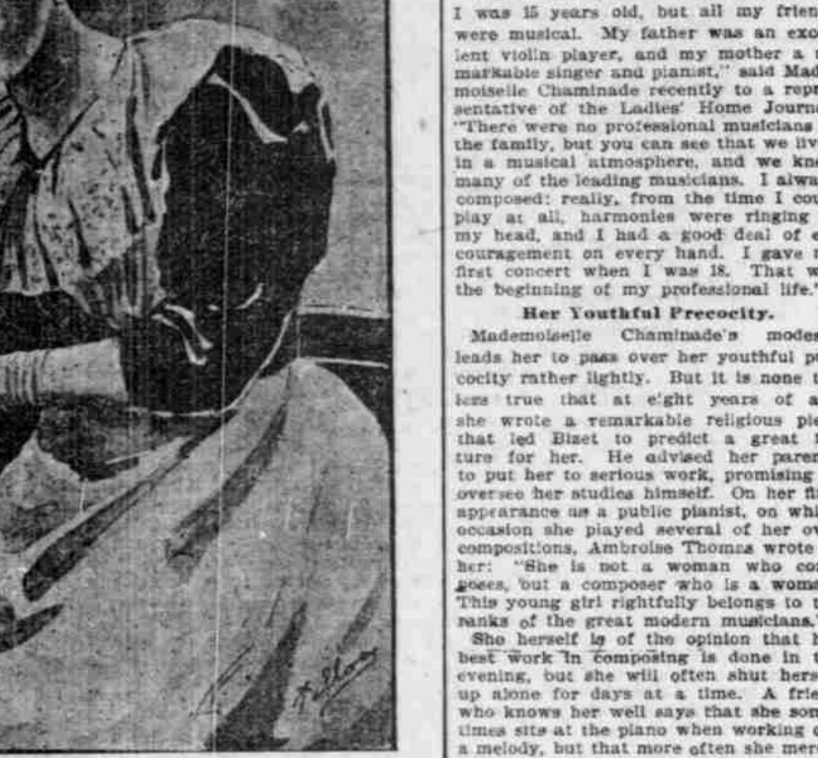 I was 15 years old, but all my frien
were musical. My father was an exc
lent violin player, and my mother a
markable singer and pianist," said Mad
moiselle Chaminade recently to a repr
sentative of the Ladies' Home Journa
"There were no professional musicians
the family, but you can see that we liv
in a musical atmosphere, and we kne
many of the leading musicians. I alwa
composed; really, from the time I cou
play at all, harmonies were ringing
my head, and I had a good deal of e
couragement on every hand. I gave
first concert when I was 18. That w
the beginning of my professional life."
Her Youthful Precocity.
Mademoiselle Chaminade's modes
leads her to pass over her youthful p
cocity rather lightly. But it is none t
less true that at eight years of a
she wrote a remarkable religious pie
that led Bizet to predict a great f
ture for her. He advised her paren
to put her to serious work, promising
oversee her studies himself. On her fir
appearance as a public pianist, on whi
occasion she played several of her ow
compositions, Ambroise Thomas wrote
her: "She is not a woman who com
poses, but a composer who is a woma
This young girl rightfully belongs to t
ranks of the great modern musicians."
She herself is of the opinion that h
best work in composing is done in t
evening, but she will often shut hers
up alone for days at a time. A frie
who knows her well says that she som
times sits at the piano when working o
a melody, but that more often she mere